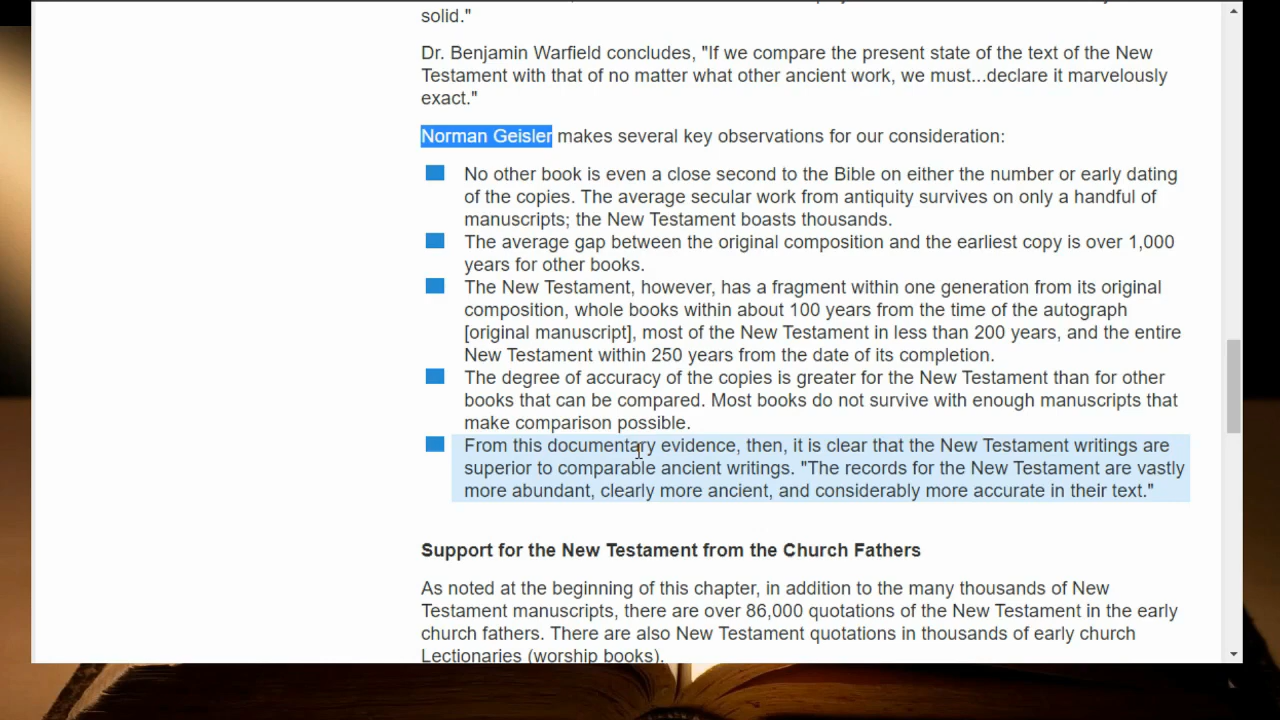 solid."
Dr. Benjamin Warfield concludes, "If we compare the present state of the text of the New
Testament with that of no matter what other ancient work, we must...declare it marvelously
exact."
Norman Geisler makes several key observations for our consideration:
No other book is even a close second to the Bible on either the number or early dating
of the copies. The average secular work from antiquity survives on only a handful of
manuscripts; the New Testament boasts thousands.
The average gap between the original composition and the earliest copy is over 1,000
years for other books.
The New Testament, however, has a fragment within one generation from its original
composition, whole books within about 100 years from the time of the autograph
[original manuscript], most of the New Testament in less than 200 years, and the entire
New Testament within 250 years from the date of its completion.
The degree of accuracy of the copies is greater for the New Testament than for other
books that can be compared. Most books do not survive with enough manuscripts that
make comparison possible.
From this documentary evidence, then, it is clear that the New Testament writings are
superior to comparable ancient writings. "The records for the New Testament are vastly
more abundant, clearly more ancient, and considerably more accurate in their text."
Support for the New Testament from the Church Fathers
As noted at the beginning of this chapter, in addition to the many thousands of New
Testament manuscripts, there are over 86,000 quotations of the New Testament in the early
church fathers. There are also New Testament quotations in thousands of early church
Lectionaries (worship books).